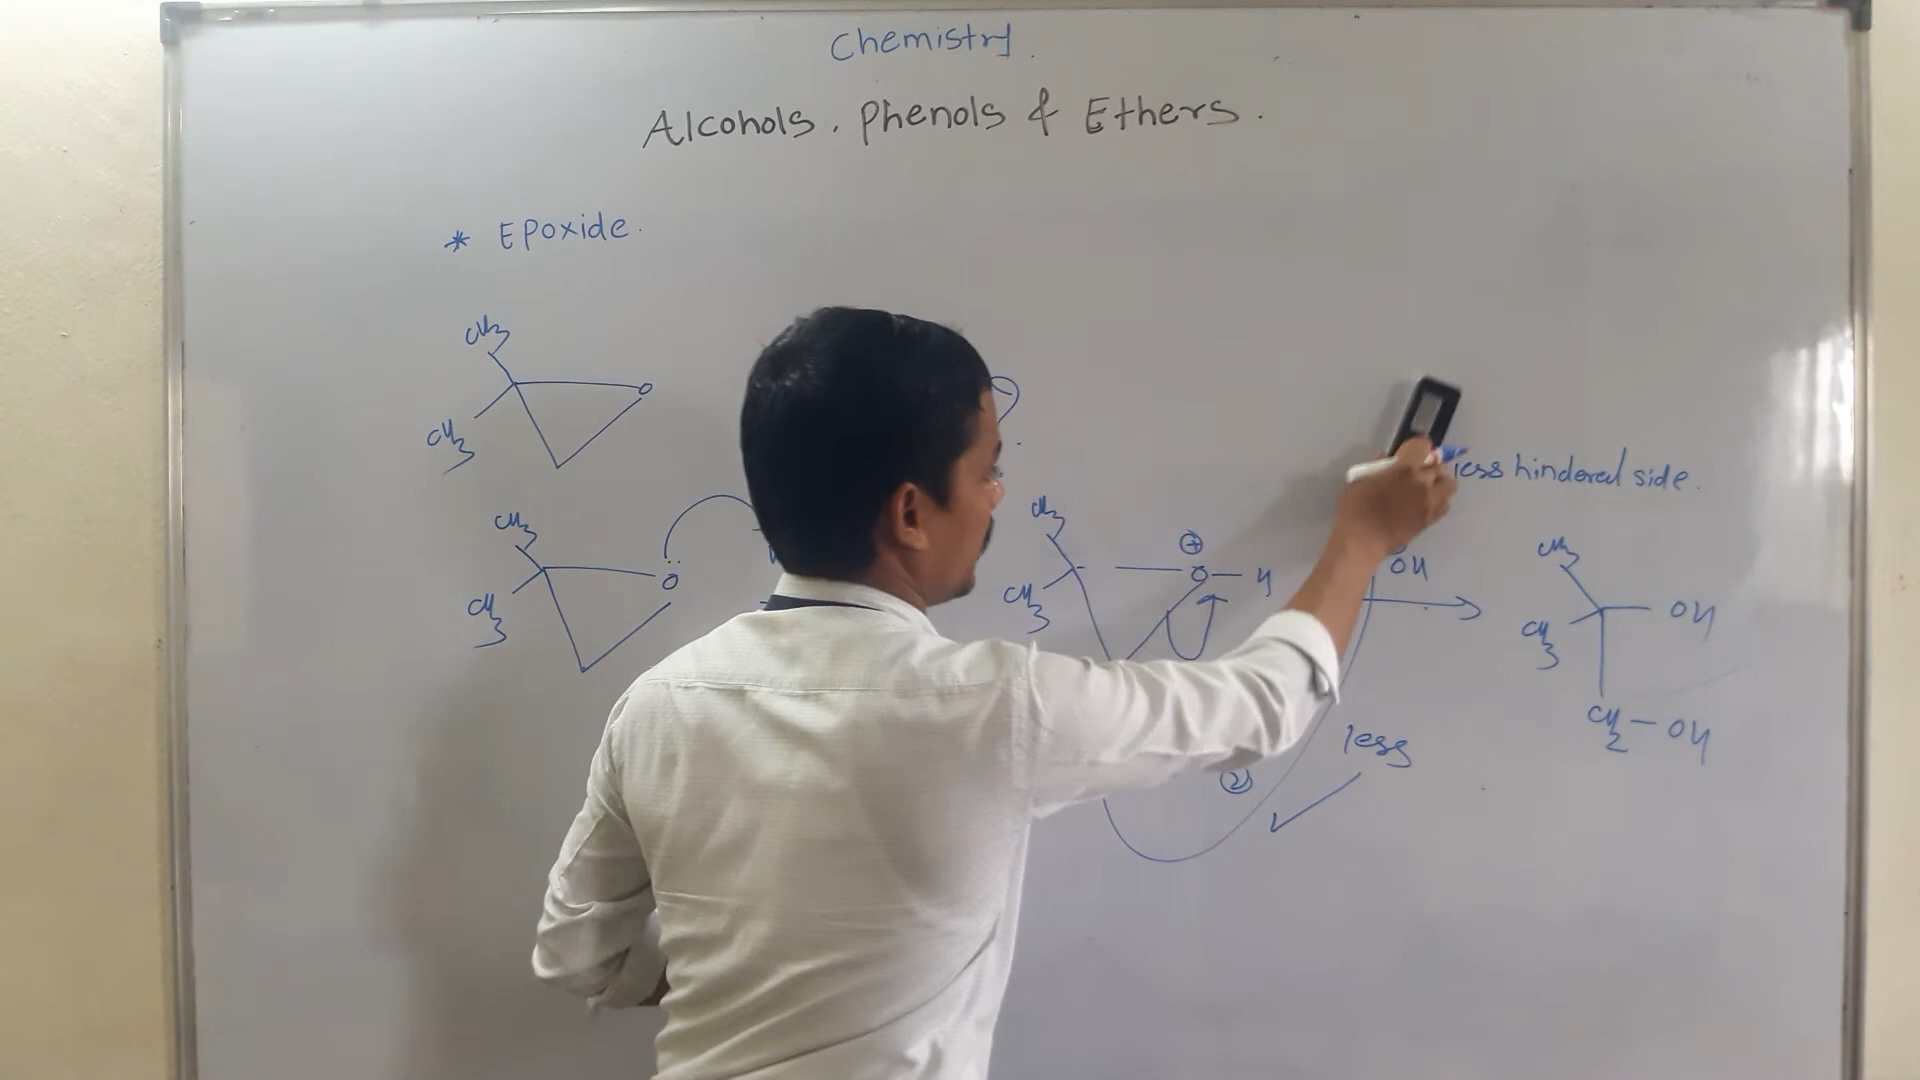 Chemistry.
Alcohols, Phenols & Ethers.
* Epoxide.
CH3
O
CH3
less hindered side.
CH3
CH3
⊕
CH3
O
O-H
OH
OH
CH3
CH3
CH3
less
CH2-OH
②